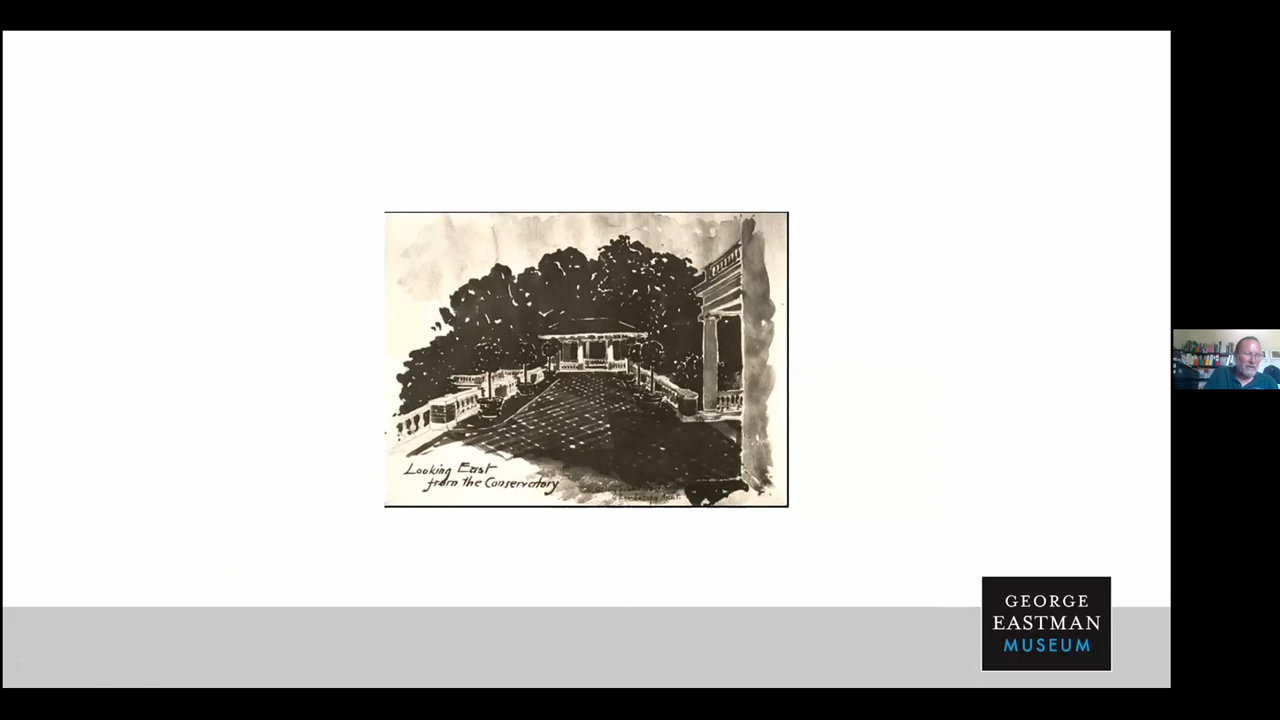 Looking East
from the Conservatory
GEORGE
EASTMAN
MUSEUM